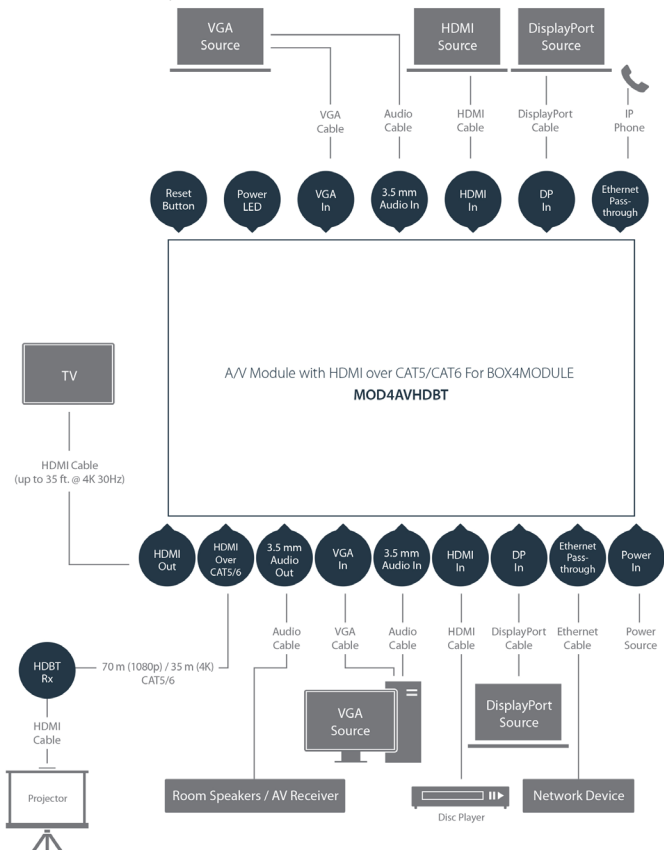 VGA
Source
HDMI
Source
DisplayPort
Source
VGA
Cable
Audio
Cable
HDMI
Cable
DisplayPort
Cable
IP
Phone
Reset
Button
Power
LED
VGA
In
3.5 mm
Audio In
HDMI
In
DP
In
Ethernet
Pass-
through
A/V Module with HDMI over CAT5/CAT6 For BOX4MODULE
MOD4AVHDBT
TV
HDMI Cable
(up to 35 ft. @ 4K 30Hz)
HDMI
Out
HDMI
Over
CAT5/6
3.5 mm
Audio
Out
VGA
In
3.5 mm
Audio In
HDMI
In
DP
In
Ethernet
Pass-
through
Power
In
Audio
Cable
VGA
Cable
Audio
Cable
HDMI
Cable
DisplayPort
Cable
Ethernet
Cable
Power
Source
HDBT
Rx
70 m (1080p) / 35 m (4K)
CAT5/6
HDMI
Cable
VGA
Source
DisplayPort
Source
Projector
Room Speakers / AV Receiver
Disc Player
Network Device